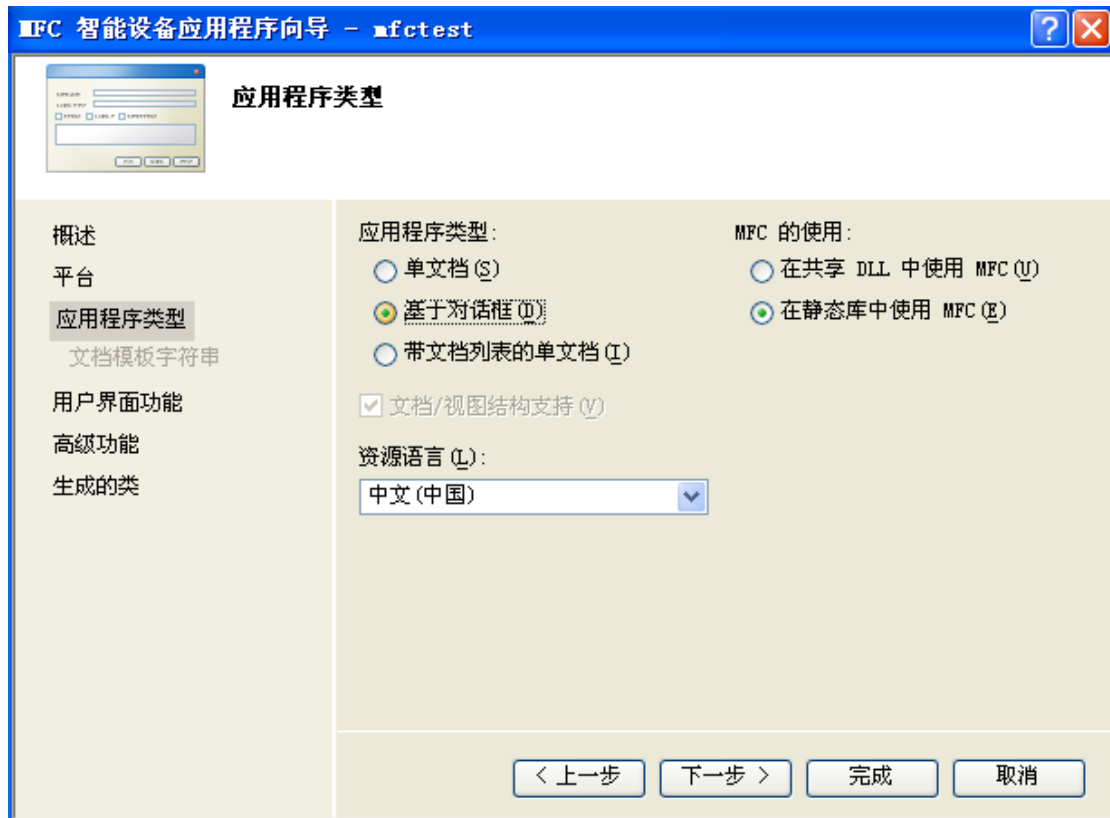 MFC 智能设备应用程序向导 - mfctest
应用程序类型
概述
平台
应用程序类型
文档模板字符串
用户界面功能
高级功能
生成的类
应用程序类型:
单文档(S)
基于对话框(D)
带文档列表的单文档(I)
文档/视图结构支持(V)
资源语言(L):
中文(中国)
MFC 的使用:
在共享 DLL 中使用 MFC(U)
在静态库中使用 MFC(E)
< 上一步
下一步 >
完成
取消